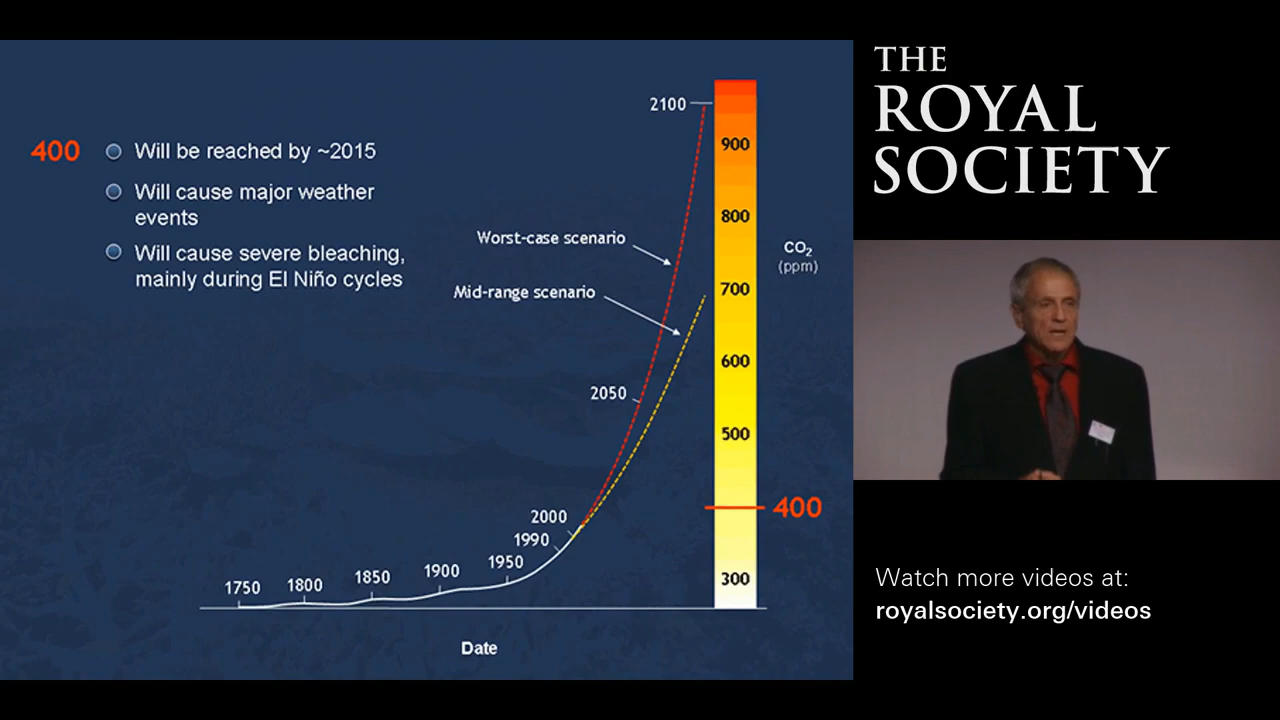 400 Will be reached by ~2015
Will cause major weather
events
Will cause severe bleaching,
mainly during El Niño cycles
2100
Worst-case scenario
Mid-range scenario
2050
2000
1990
1950
1900
1850
1800
1750
Date
900
800
700
600
500
400
300
CO₂
(ppm)
THE
ROYAL
SOCIETY
Watch more videos at:
royalsociety.org/videos